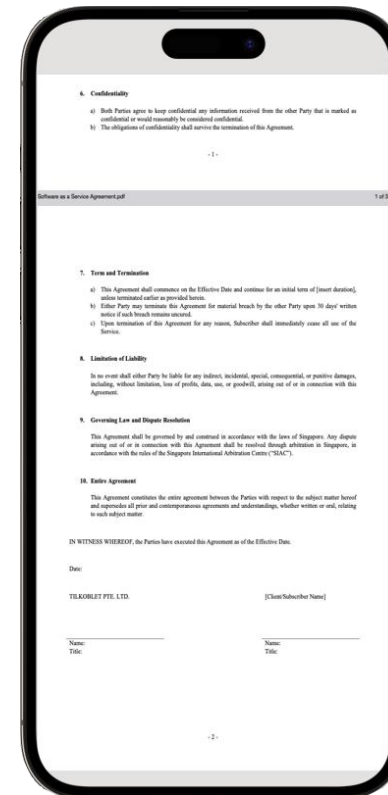 6. Confidentiality
a) Both Parties agree to keep confidential any information received from the other Party that is marked as
confidential or would reasonably be considered confidential.
b) The obligations of confidentiality shall survive the termination of this Agreement.
- 1 -
Software as a Service Agreement.pdf
1 of
7. Term and Termination
a) This Agreement shall commence on the Effective Date and continue for an initial term of [insert duration],
unless terminated earlier as provided herein.
b) Either Party may terminate this Agreement for material breach by the other Party upon 30 days' written
notice if such breach remains uncured.
c) Upon termination of this Agreement for any reason, Subscriber shall immediately cease all use of the
Service.
8. Limitation of Liability
In no event shall either Party be liable for any indirect, incidental, special, consequential, or punitive damages,
including, without limitation, loss of profits, data, use, or goodwill, arising out of or in connection with this
Agreement.
9. Governing Law and Dispute Resolution
This Agreement shall be governed by and construed in accordance with the laws of Singapore. Any dispute
arising out of or in connection with this Agreement shall be resolved through arbitration in Singapore, in
accordance with the rules of the Singapore International Arbitration Centre ("SIAC").
10. Entire Agreement
This Agreement constitutes the entire agreement between the Parties with respect to the subject matter hereof
and supersedes all prior and contemporaneous agreements and understandings, whether written or oral, relating
to such subject matter.
IN WITNESS WHEREOF, the Parties have executed this Agreement as of the Effective Date.
Date:
TILKOBLET PTE. LTD.
[Client/Subscriber Name]
Name:
Title:
Name:
Title:
- 2 -